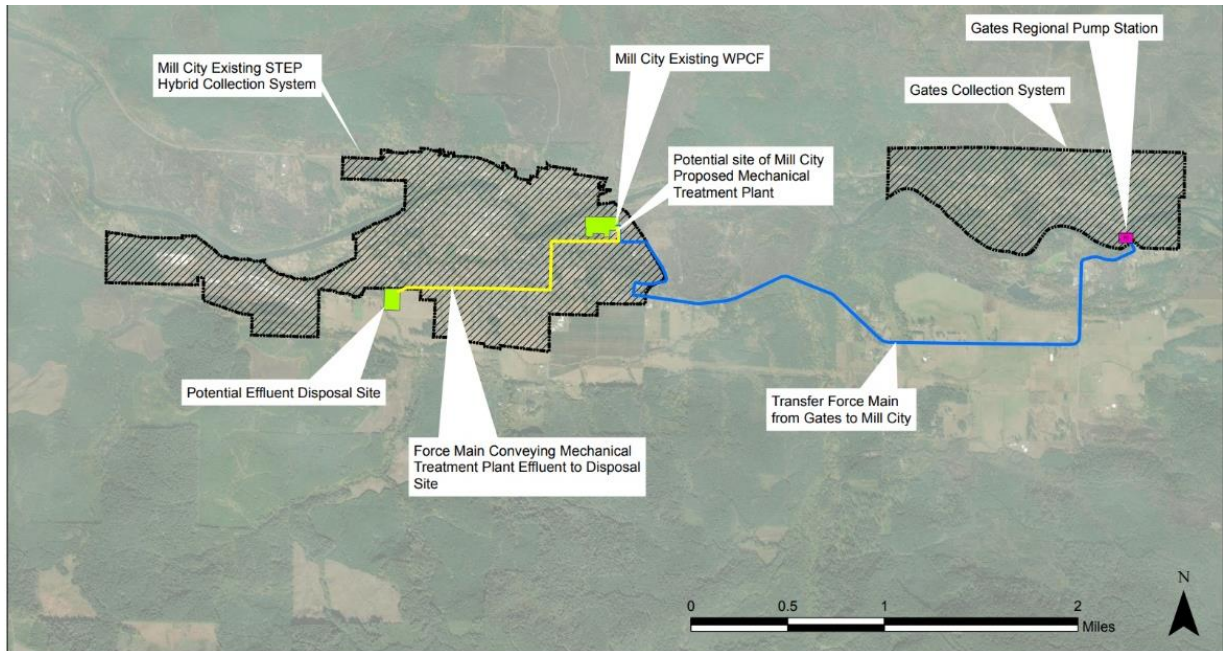 Gates Regional Pump Station
Mill City Existing WPCF
Mill City Existing STEP
Hybrid Collection System
Gates Collection System
Potential site of Mill City
Proposed Mechanical
Treatment Plant
Potential Effluent Disposal Site
Transfer Force Main
from Gates to Mill City
Force Main Conveying Mechanical
Treatment Plant Effluent to Disposal
Site
N
0 0.5 1 2
Miles